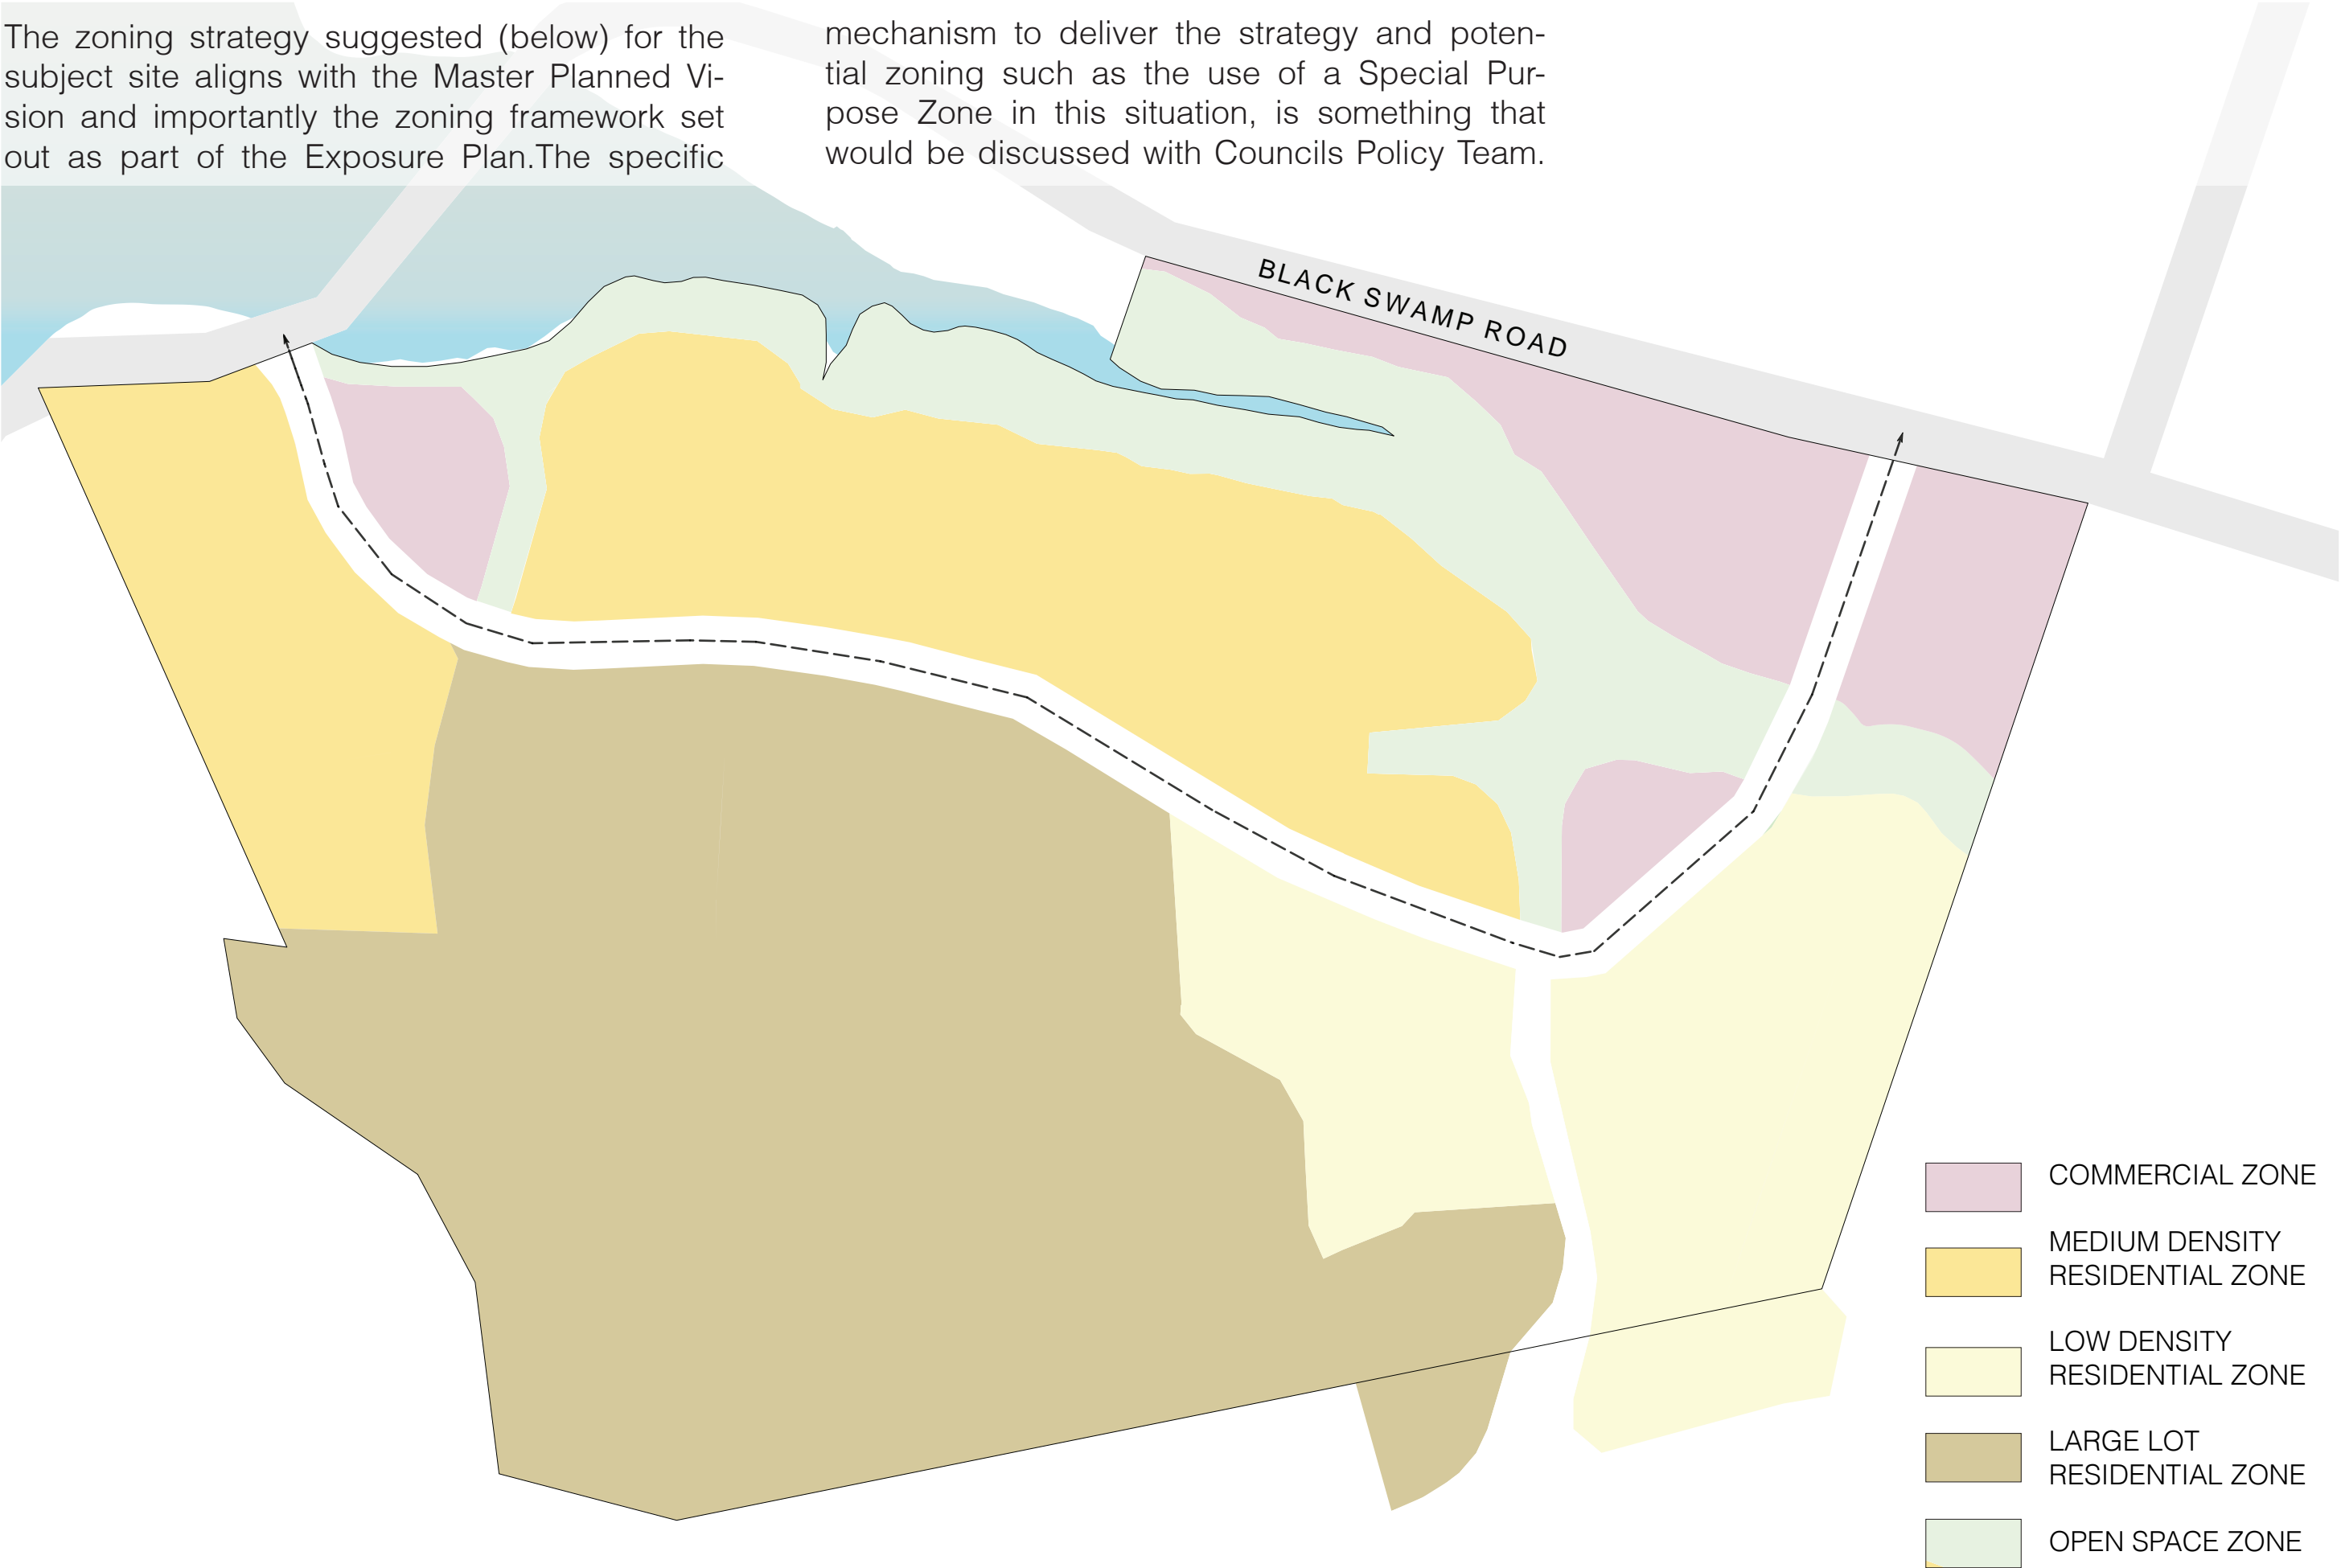 The zoning strategy suggested (below) for the
subject site aligns with the Master Planned Vi-
sion and importantly the zoning framework set
out as part of the Exposure Plan.The specific
mechanism to deliver the strategy and poten-
tial zoning such as the use of a Special Pur-
pose Zone in this situation, is something that
would be discussed with Councils Policy Team.
BLACK SWAMP ROAD
COMMERCIAL ZONE
MEDIUM DENSITY
RESIDENTIAL ZONE
LOW DENSITY
RESIDENTIAL ZONE
LARGE LOT
RESIDENTIAL ZONE
OPEN SPACE ZONE